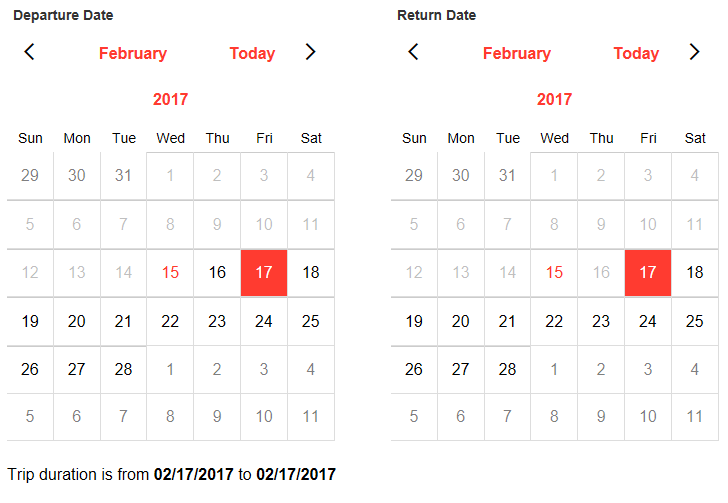 Departure Date
February Today
2017
Sun Mon Tue Wed Thu Fri Sat
29 30 31 1 2 3 4
5 6 7 8 9 10 11
12 13 14 15 16 17 18
19 20 21 22 23 24 25
26 27 28 1 2 3 4
5 6 7 8 9 10 11
Return Date
February Today
2017
Sun Mon Tue Wed Thu Fri Sat
29 30 31 1 2 3 4
5 6 7 8 9 10 11
12 13 14 15 16 17 18
19 20 21 22 23 24 25
26 27 28 1 2 3 4
5 6 7 8 9 10 11
Trip duration is from 02/17/2017 to 02/17/2017